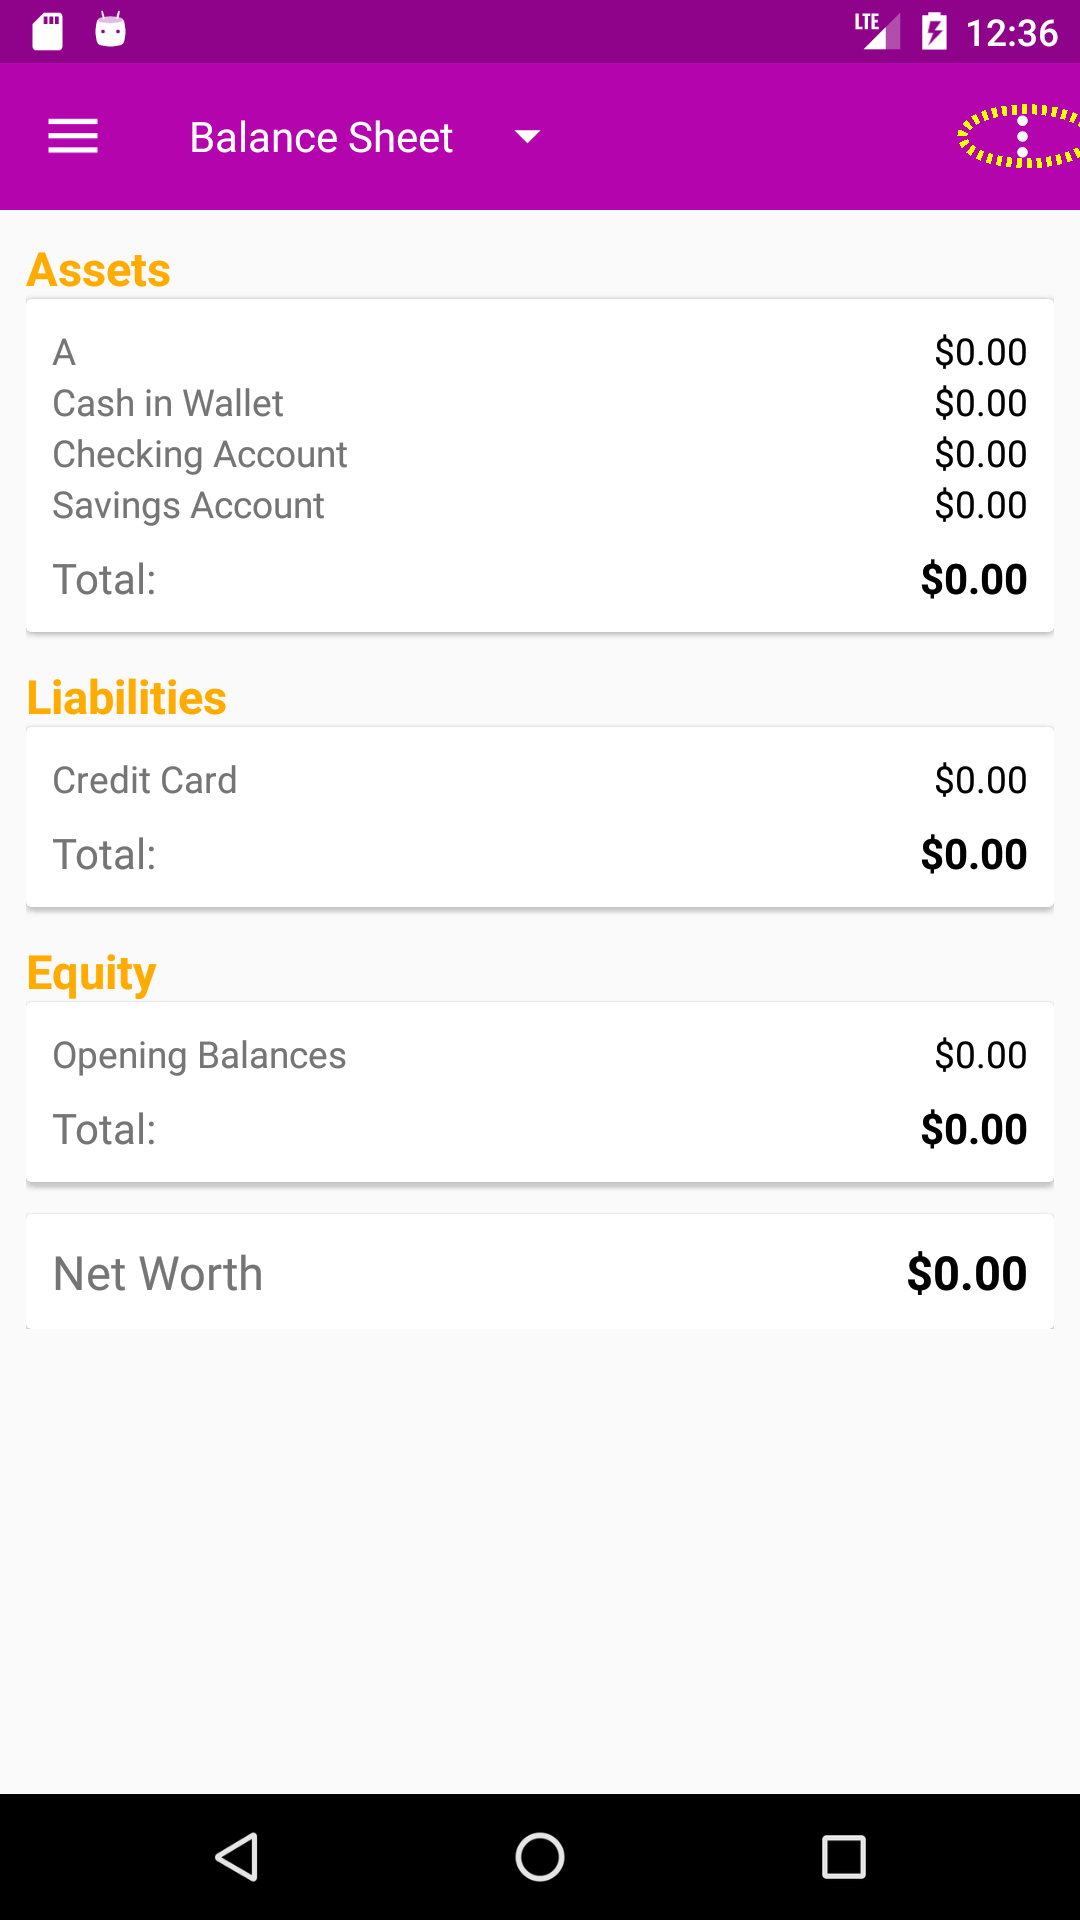 LTE 12:36
Balance Sheet
Assets
A $0.00
Cash in Wallet $0.00
Checking Account $0.00
Savings Account $0.00
Total: $0.00
Liabilities
Credit Card $0.00
Total: $0.00
Equity
Opening Balances $0.00
Total: $0.00
Net Worth $0.00